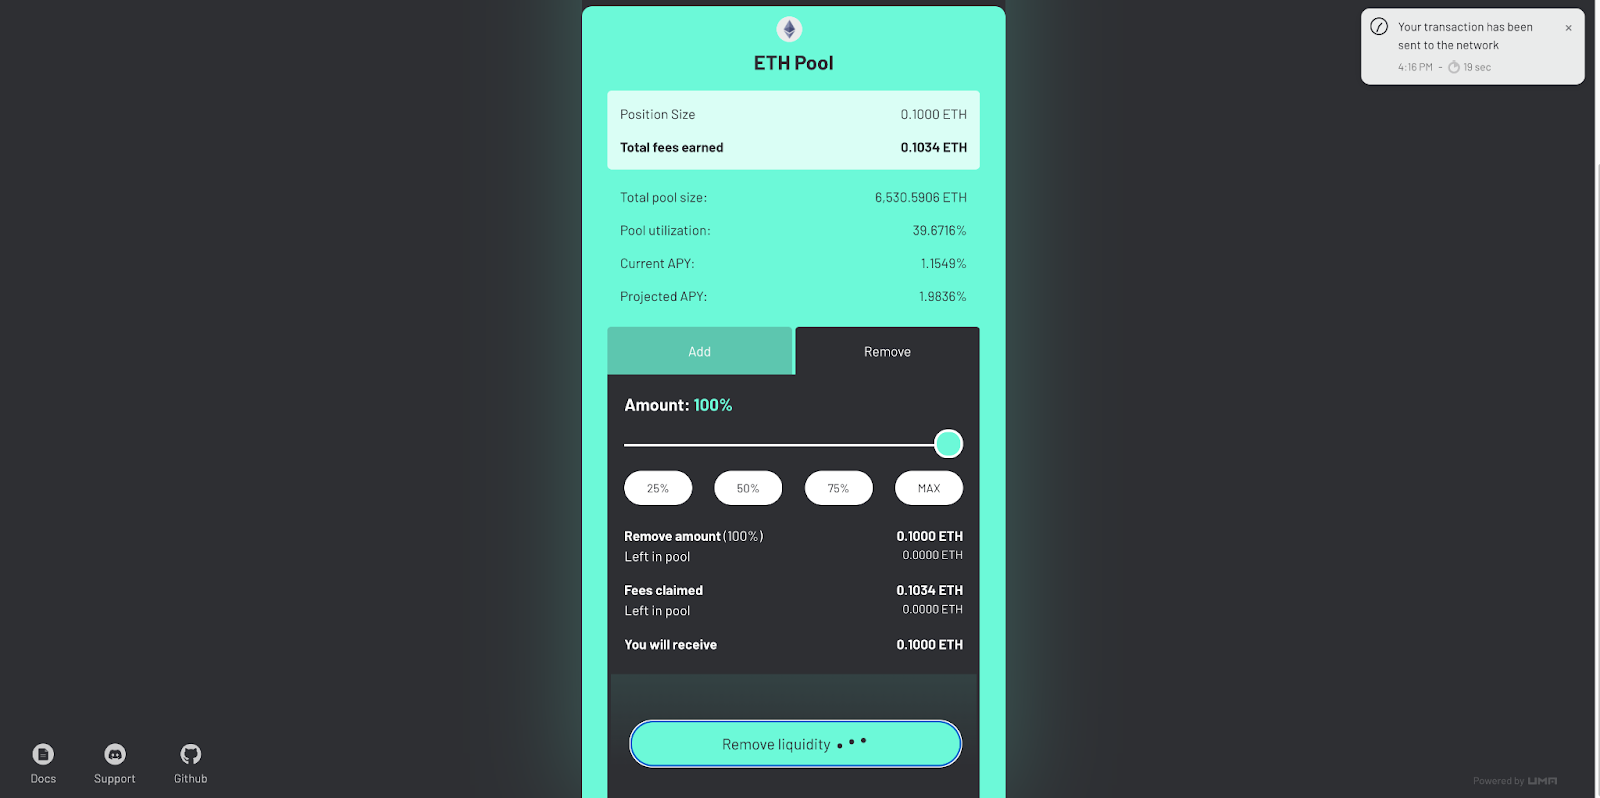 ETH Pool
Position Size 0.1000 ETH
Total fees earned 0.1034 ETH
Total pool size: 6,530.5906 ETH
Pool utilization: 39.6716%
Current APY: 1.1549%
Projected APY: 1.9836%
Add Remove
Amount: 100%
25% 50% 75% MAX
Remove amount (100%) 0.1000 ETH
Left in pool 0.0000 ETH
Fees claimed 0.1034 ETH
Left in pool 0.0000 ETH
You will receive 0.1000 ETH
Remove liquidity
Your transaction has been
sent to the network
4:16 PM - 19 sec
×
Docs Support Github
Powered by UMA